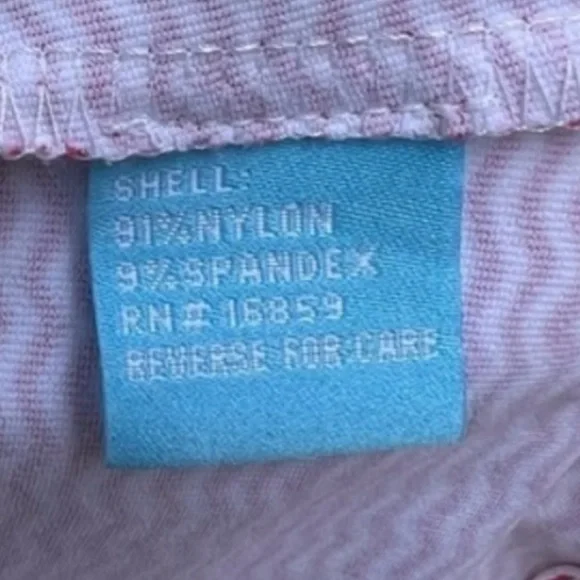 SHELL:
91%NYLON
9%SPANDEX
RN# 16859
REVERSE FOR CARE